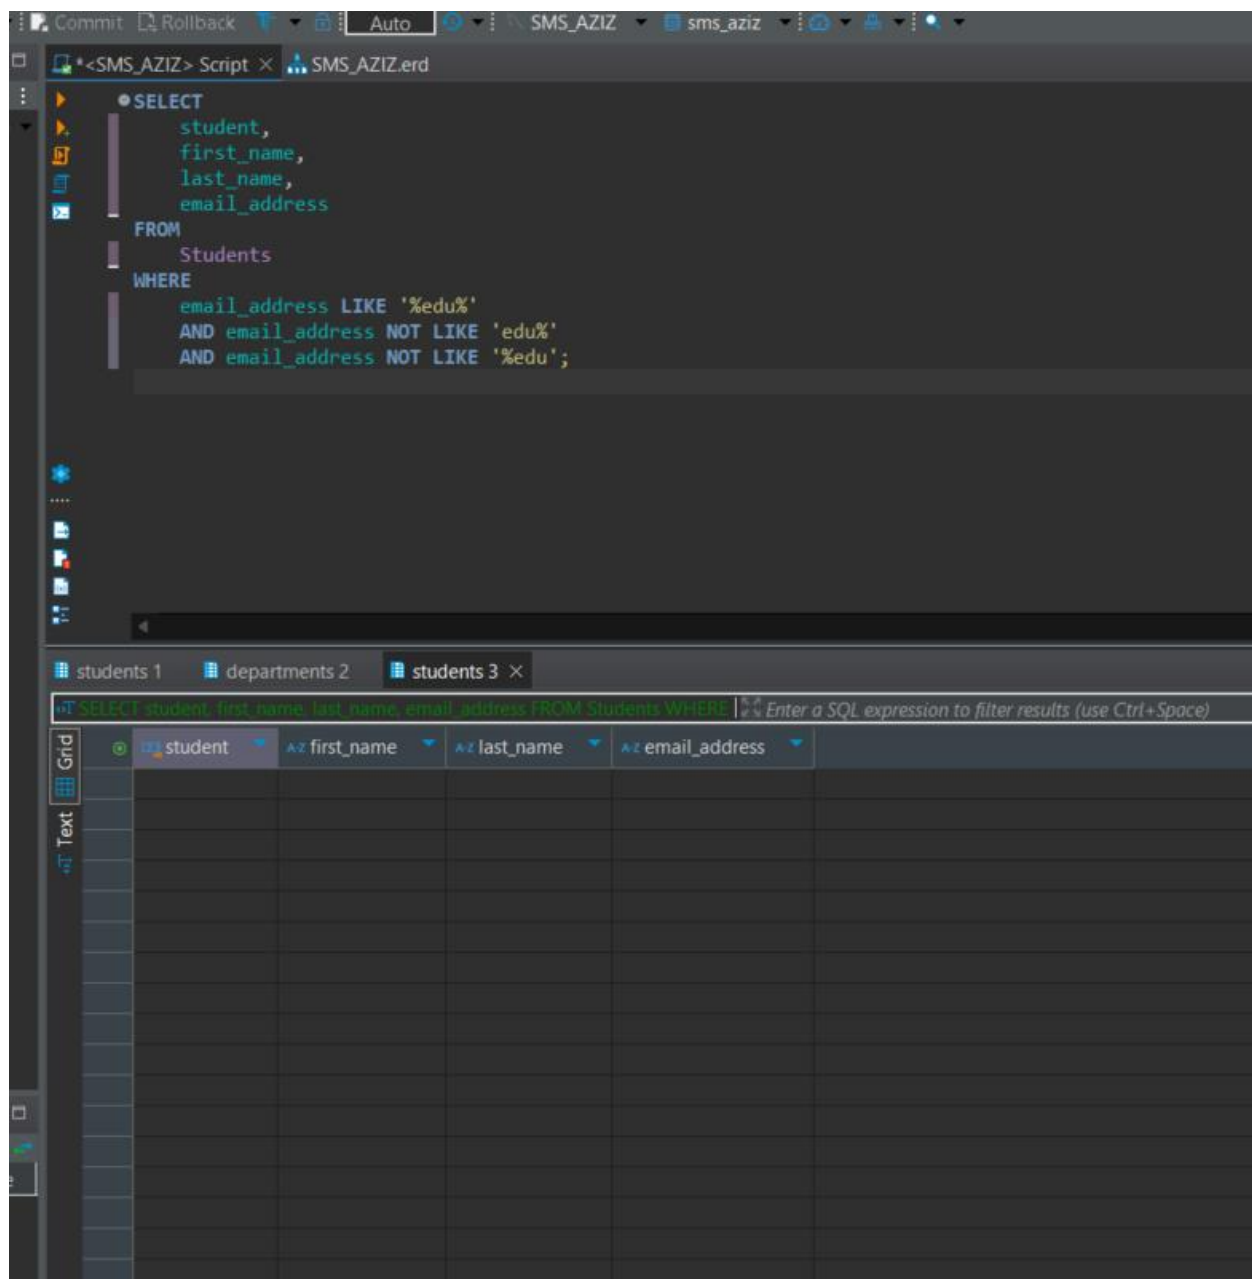 Commit Rollback Auto SMS_AZIZ sms_aziz
*<SMS_AZIZ> Script SMS_AZIZ.erd
SELECT
student,
first_name,
last_name,
email_address
FROM
Students
WHERE
email_address LIKE '%edu%'
AND email_address NOT LIKE 'edu%'
AND email_address NOT LIKE '%edu';
students 1 departments 2 students 3
SELECT student, first_name, last_name, email_address FROM Students WHERE Enter a SQL expression to filter results (use Ctrl+Space)
Grid
123 student A-Z first_name A-Z last_name A-Z email_address
Text